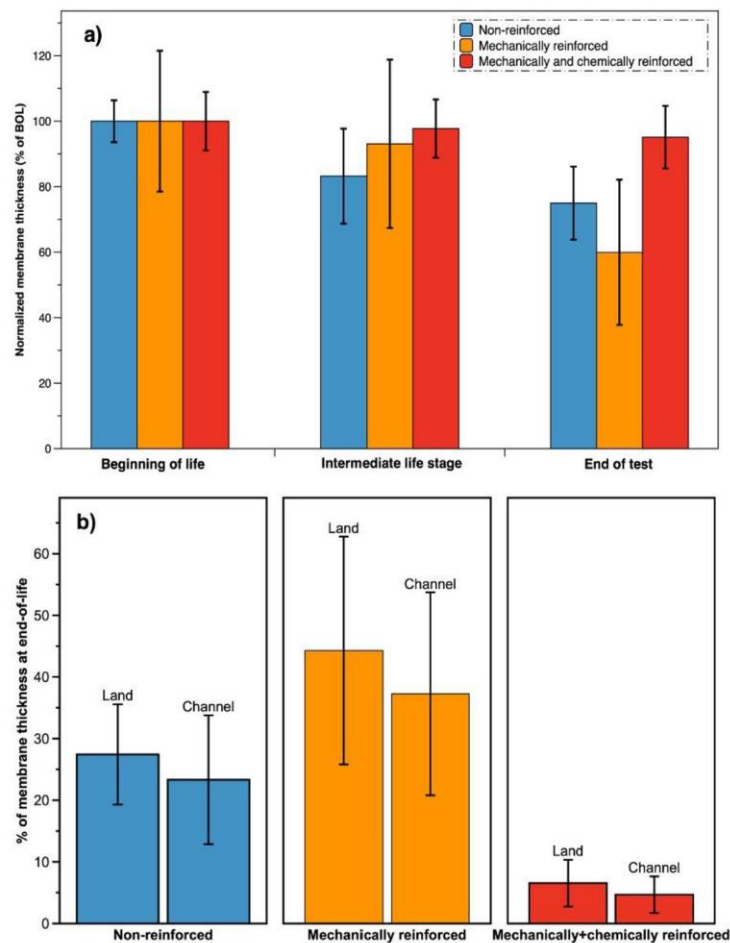 a)
Non-reinforced
Mechanically reinforced
Mechanically and chemically reinforced
Normalized membrane thickness (% of BOL)
120
100
80
60
40
20
0
Beginning of life
Intermediate life stage
End of test
b)
% of membrane thickness at end-of-life
60
50
40
30
20
10
0
Land
Channel
Non-reinforced
Land
Channel
Mechanically reinforced
Land
Channel
Mechanically+chemically reinforced